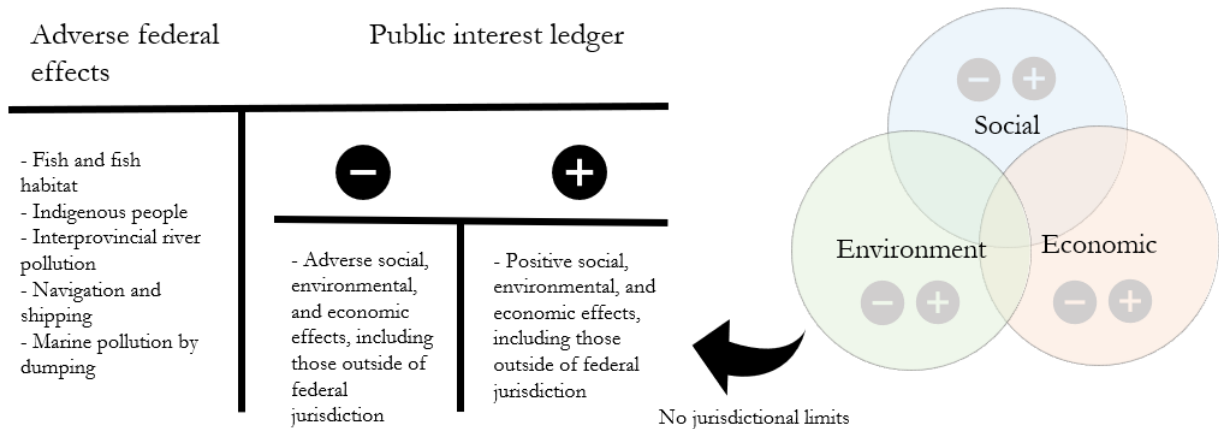 Adverse federal
effects
Public interest ledger
- Fish and fish
habitat
- Indigenous people
- Interprovincial river
pollution
- Navigation and
shipping
- Marine pollution by
dumping
−
+
- Adverse social,
environmental,
and economic
effects, including
those outside of
federal
jurisdiction
- Positive social,
environmental, and
economic effects,
including those
outside of federal
jurisdiction
No jurisdictional limits
− +
Social
Environment
− +
Economic
− +